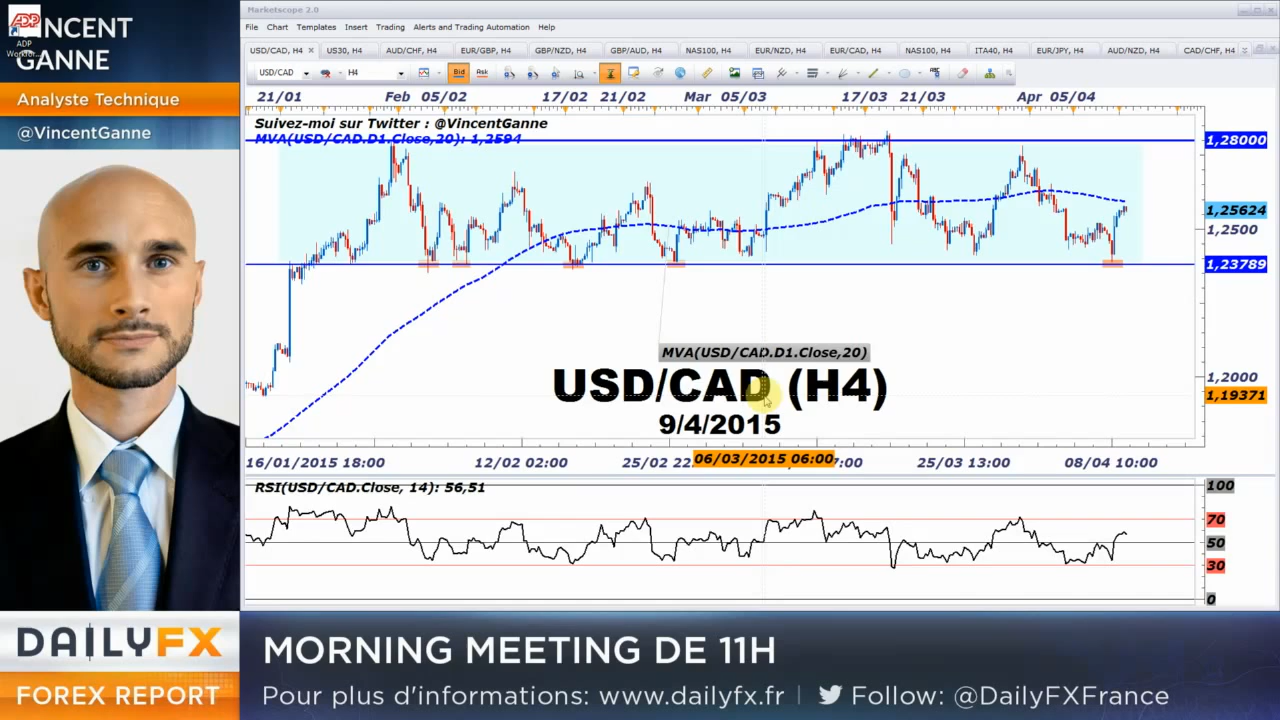 VINCENT
GANNE
ADP
Analyste Technique
@VincentGanne
Marketscope 2.0
File Chart Templates Insert Trading Alerts and Trading Automation Help
USD/CAD, H4 US30, H4 AUD/CHF, H4 EUR/GBP, H4 GBP/NZD, H4 GBP/AUD, H4 NAS100, H4 EUR/NZD, H4 EUR/CAD, H4 NAS100, H4 ITA40, H4 EUR/JPY, H4 AUD/NZD, H4 CAD/CHF, H4
USD/CAD H4 Bid Ask
21/01 Feb 05/02 17/02 21/02 Mar 05/03 17/03 21/03 Apr 05/04
Suivez-moi sur Twitter : @VincentGanne
MVA(USD/CAD.D1.Close,20): 1,2594
1,28000
1,25624
1,2500
1,23789
MVA(USD/CAD.D1.Close,20)
USD/CAD (H4)
1,2000
1,19371
9/4/2015
16/01/2015 18:00 12/02 02:00 25/02 22: 06/03/2015 06:00 7:00 25/03 13:00 08/04 10:00
RSI(USD/CAD.Close, 14): 56,51
100
70
50
30
0
DAILYFX
FOREX REPORT
MORNING MEETING DE 11H
Pour plus d'informations: www.dailyfx.fr | Follow: @DailyFXFrance